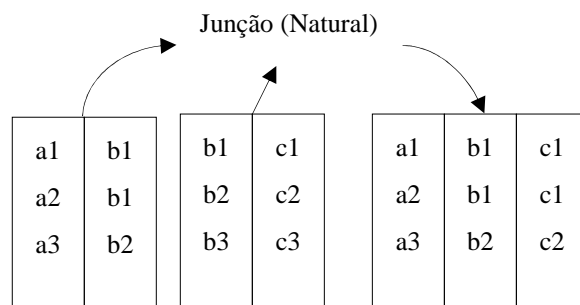 Junção (Natural)
a1 b1 b1 c1 a1 b1 c1
a2 b1 b2 c2 a2 b1 c1
a3 b2 b3 c3 a3 b2 c2